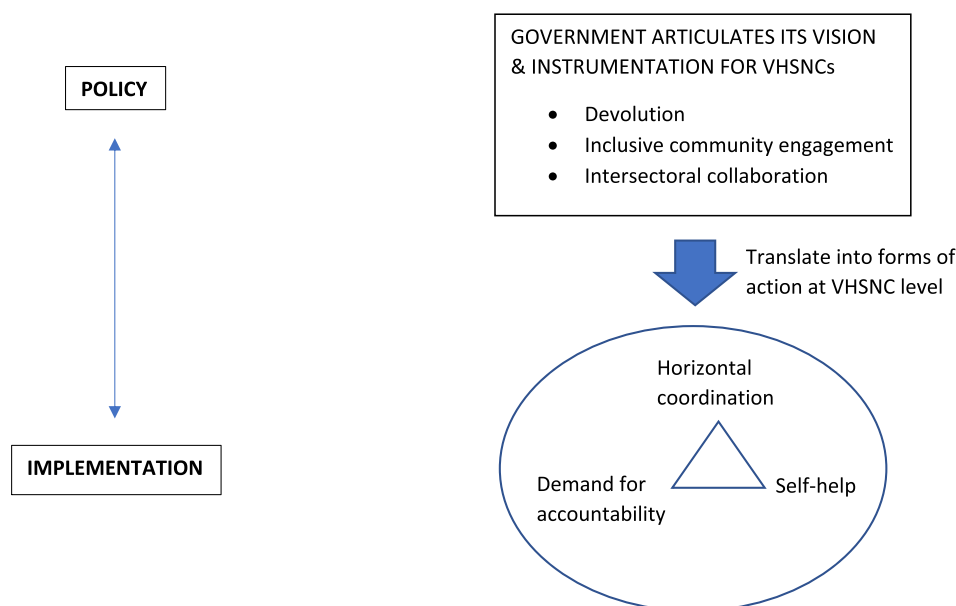 POLICY
IMPLEMENTATION
GOVERNMENT ARTICULATES ITS VISION
& INSTRUMENTATION FOR VHSNCs
• Devolution
• Inclusive community engagement
• Intersectoral collaboration
Translate into forms of
action at VHSNC level
Horizontal
coordination
Demand for
accountability
Self-help